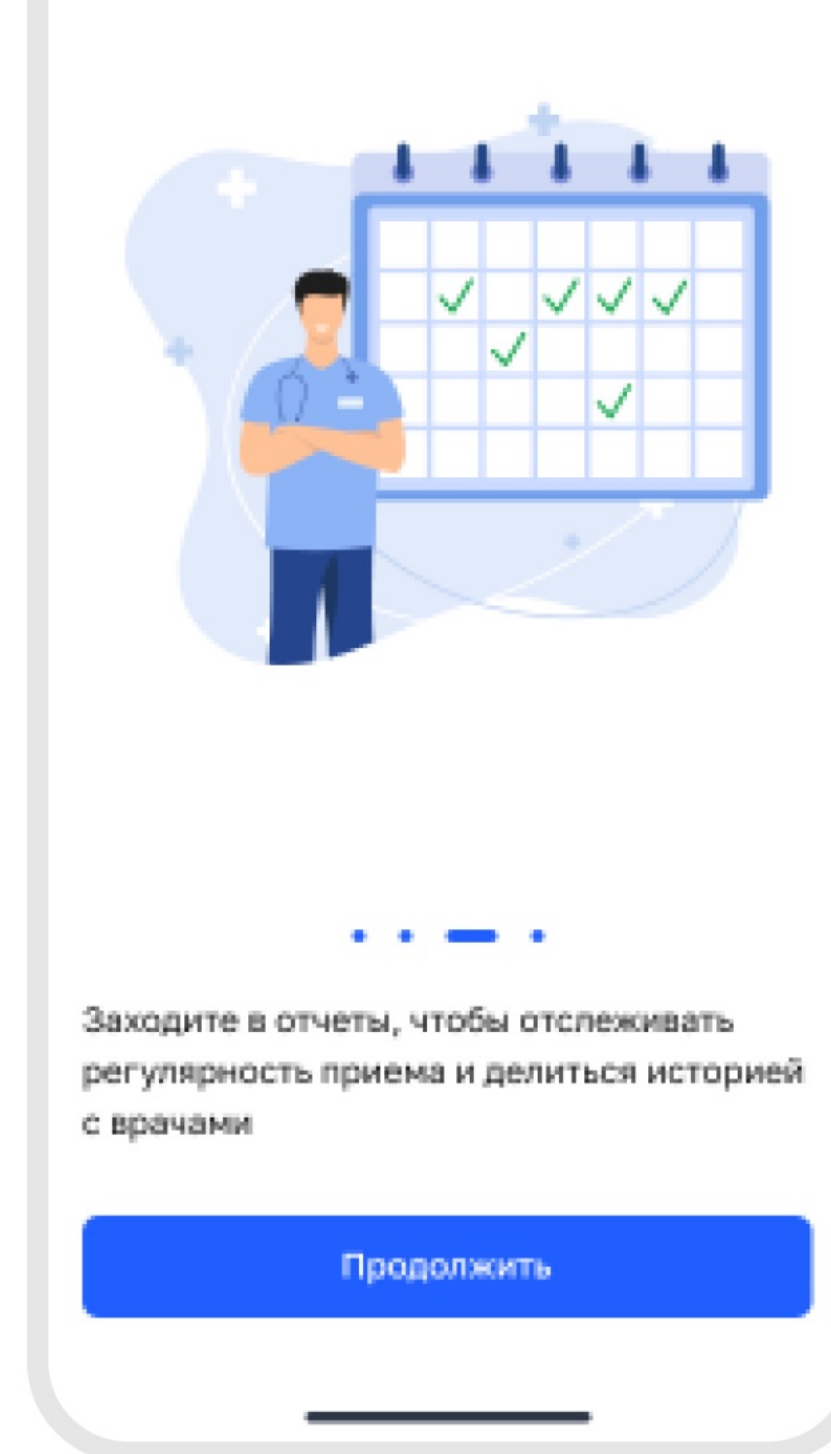 Заходите в отчеты, чтобы отслеживать
регулярность приема и делиться историей
с врачами
Продолжить